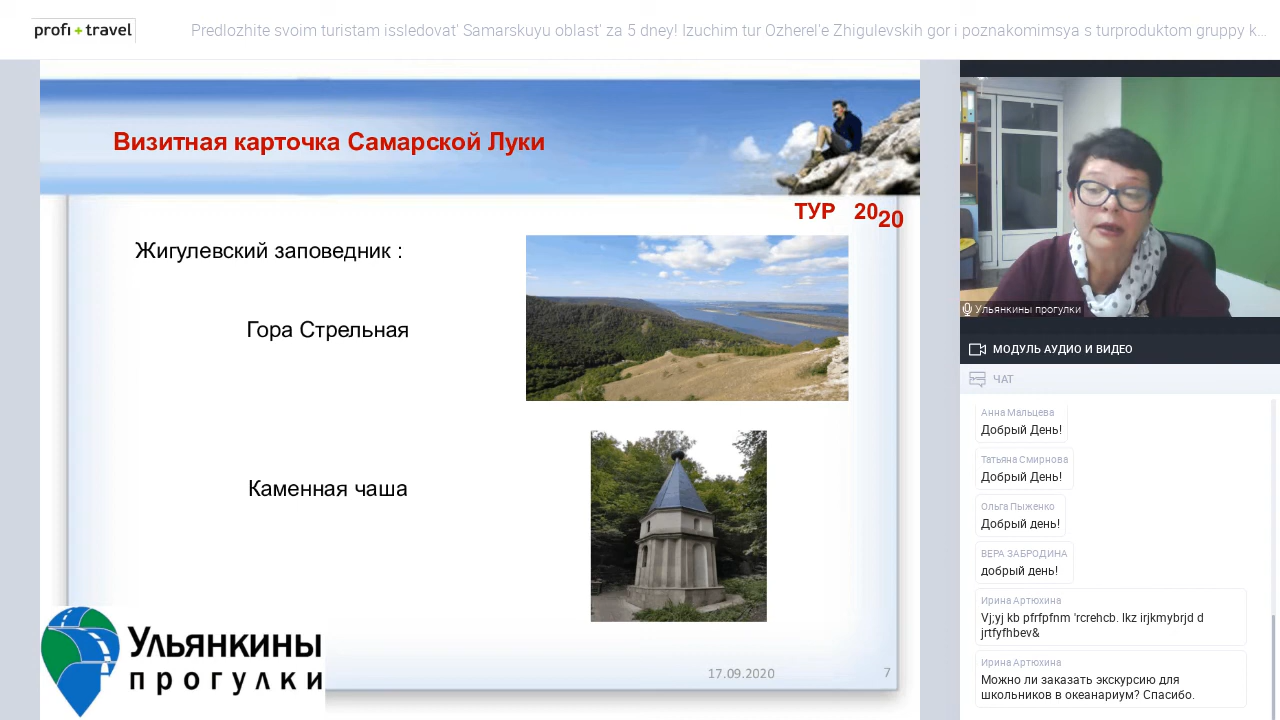 profi + travel
Predlozhite svoim turistam issledovat' Samarskuyu oblast' za 5 dney! Izuchim tur Ozherel'e Zhigulevskih gor i poznakomimsya s turproduktom gruppy k...
Визитная карточка Самарской Луки
ТУР 2020
Жигулевский заповедник :
Гора Стрельная
Каменная чаша
Ульянкины
прогулки
17.09.2020
7
Ульянкины прогулки
МОДУЛЬ АУДИО И ВИДЕО
ЧАТ
Анна Мальцева
Добрый День!
Татьяна Смирнова
Добрый День!
Ольга Пыженко
Добрый день!
ВЕРА ЗАБРОДИНА
добрый день!
Ирина Артюхина
Vj;yj kb pfrfpfnm 'rcrehcb. lkz irjkmybrjd d
jrtfyfhbev&
Ирина Артюхина
Можно ли заказать экскурсию для
школьников в океанариум? Спасибо.